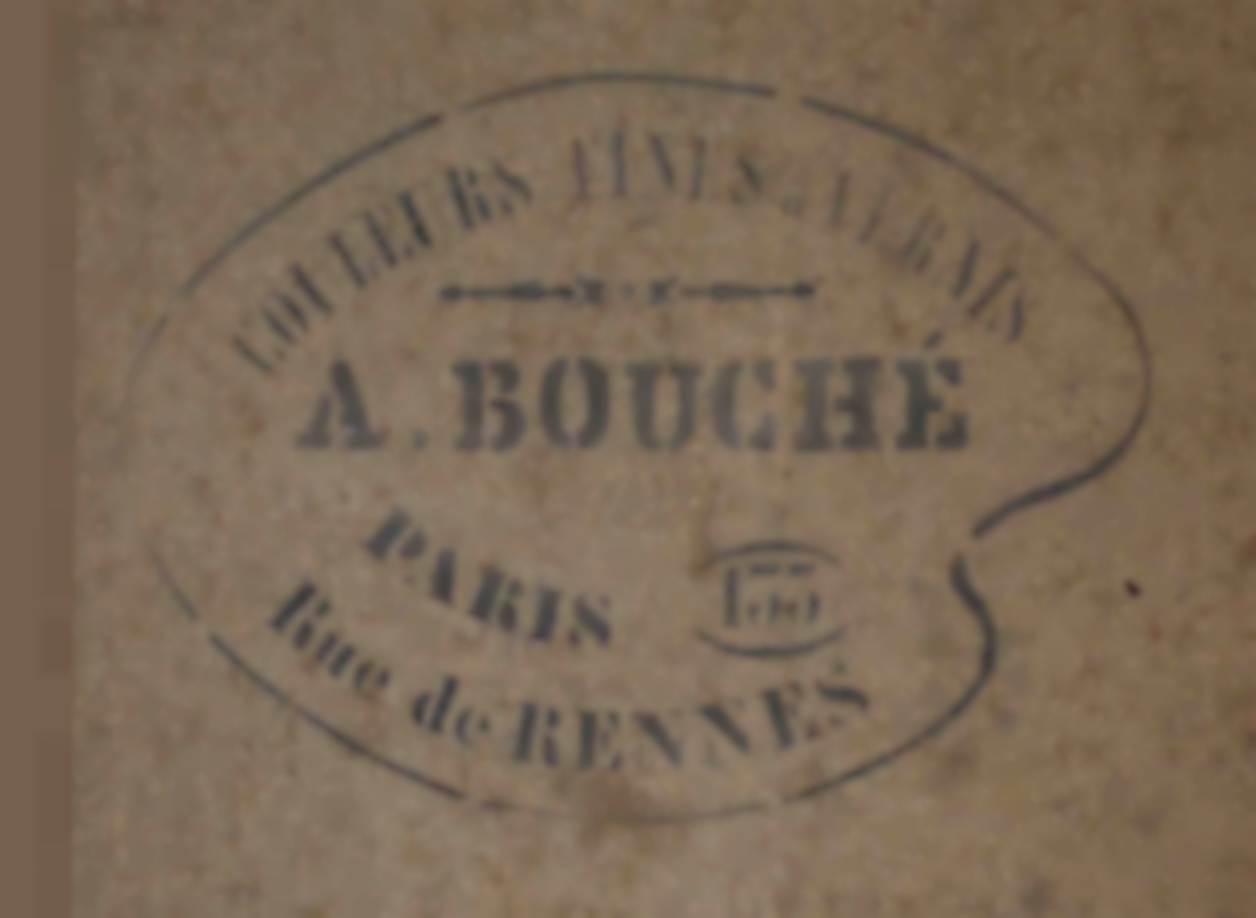 COULEURS FINES & VERNIS
A. BOUCHÉ
PARIS
Rue de RENNES